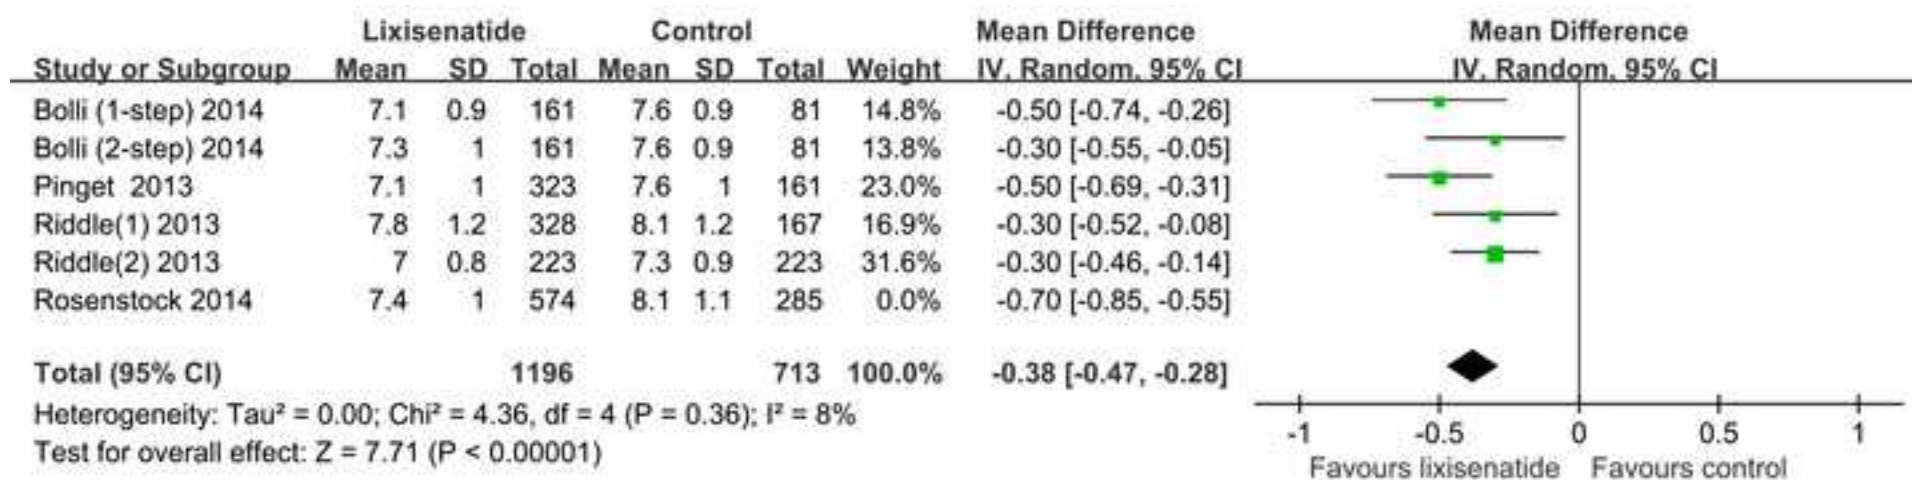 Lixisenatide Control Mean Difference Mean Difference
Study or Subgroup Mean SD Total Mean SD Total Weight IV, Random, 95% CI IV, Random, 95% CI
Bolli (1-step) 2014 7.1 0.9 161 7.6 0.9 81 14.8% -0.50 [-0.74, -0.26]
Bolli (2-step) 2014 7.3 1 161 7.6 0.9 81 13.8% -0.30 [-0.55, -0.05]
Pinget 2013 7.1 1 323 7.6 1 161 23.0% -0.50 [-0.69, -0.31]
Riddle(1) 2013 7.8 1.2 328 8.1 1.2 167 16.9% -0.30 [-0.52, -0.08]
Riddle(2) 2013 7 0.8 223 7.3 0.9 223 31.6% -0.30 [-0.46, -0.14]
Rosenstock 2014 7.4 1 574 8.1 1.1 285 0.0% -0.70 [-0.85, -0.55]
Total (95% CI) 1196 713 100.0% -0.38 [-0.47, -0.28]
Heterogeneity: Tau² = 0.00; Chi² = 4.36, df = 4 (P = 0.36); I² = 8%
Test for overall effect: Z = 7.71 (P < 0.00001)
-1 -0.5 0 0.5 1
Favours lixisenatide Favours control